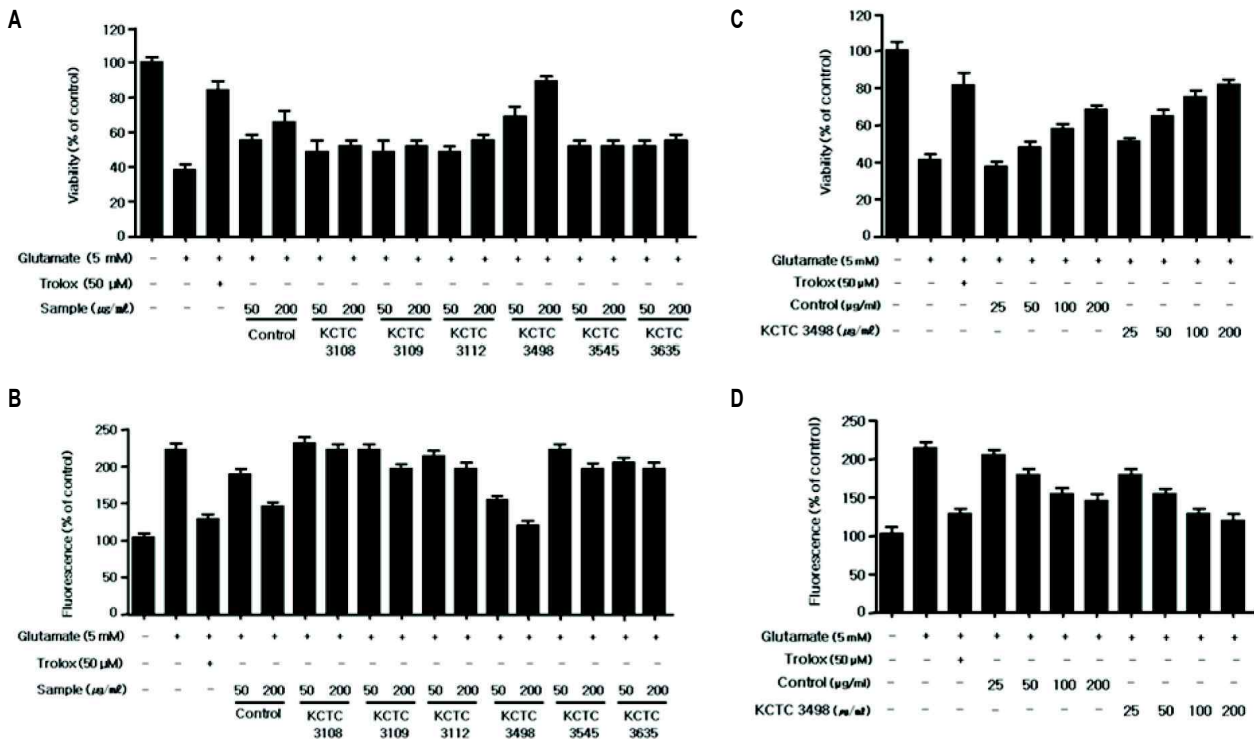 A
Viability (% of control)
120
100
80
60
40
20
0
Glutamate (5 mM) – + + + + + + + + + + + + + + + +
Trolox (50 μM) – – + – – – – – – – – – – – – – –
Sample (㎍/㎖) – – – 50 200 50 200 50 200 50 200 50 200 50 200 50 200
Control KCTC 3108 KCTC 3109 KCTC 3112 KCTC 3498 KCTC 3545 KCTC 3635
B
Fluorescence (% of control)
250
200
150
100
50
0
Glutamate (5 mM) – + + + + + + + + + + + + + + + +
Trolox (50 μM) – – + – – – – – – – – – – – – – –
Sample (㎍/㎖) – – – 50 200 50 200 50 200 50 200 50 200 50 200 50 200
Control KCTC 3108 KCTC 3109 KCTC 3112 KCTC 3498 KCTC 3545 KCTC 3635
C
Viability (% of control)
120
100
80
60
40
20
0
Glutamate (5 mM) – + + + + + + + + + +
Trolox (50 μM) – – + – – – – – – – –
Control (μg/ml) – – – 25 50 100 200 – – – –
KCTC 3498 (㎍/㎖) – – – – – – – 25 50 100 200
D
Fluorescence (% of control)
250
200
150
100
50
0
Glutamate (5 mM) – + + + + + + + + + +
Trolox (50 μM) – – + – – – – – – – –
Control (μg/ml) – – – 25 50 100 200 – – – –
KCTC 3498 (㎍/㎖) – – – – – – – 25 50 100 200